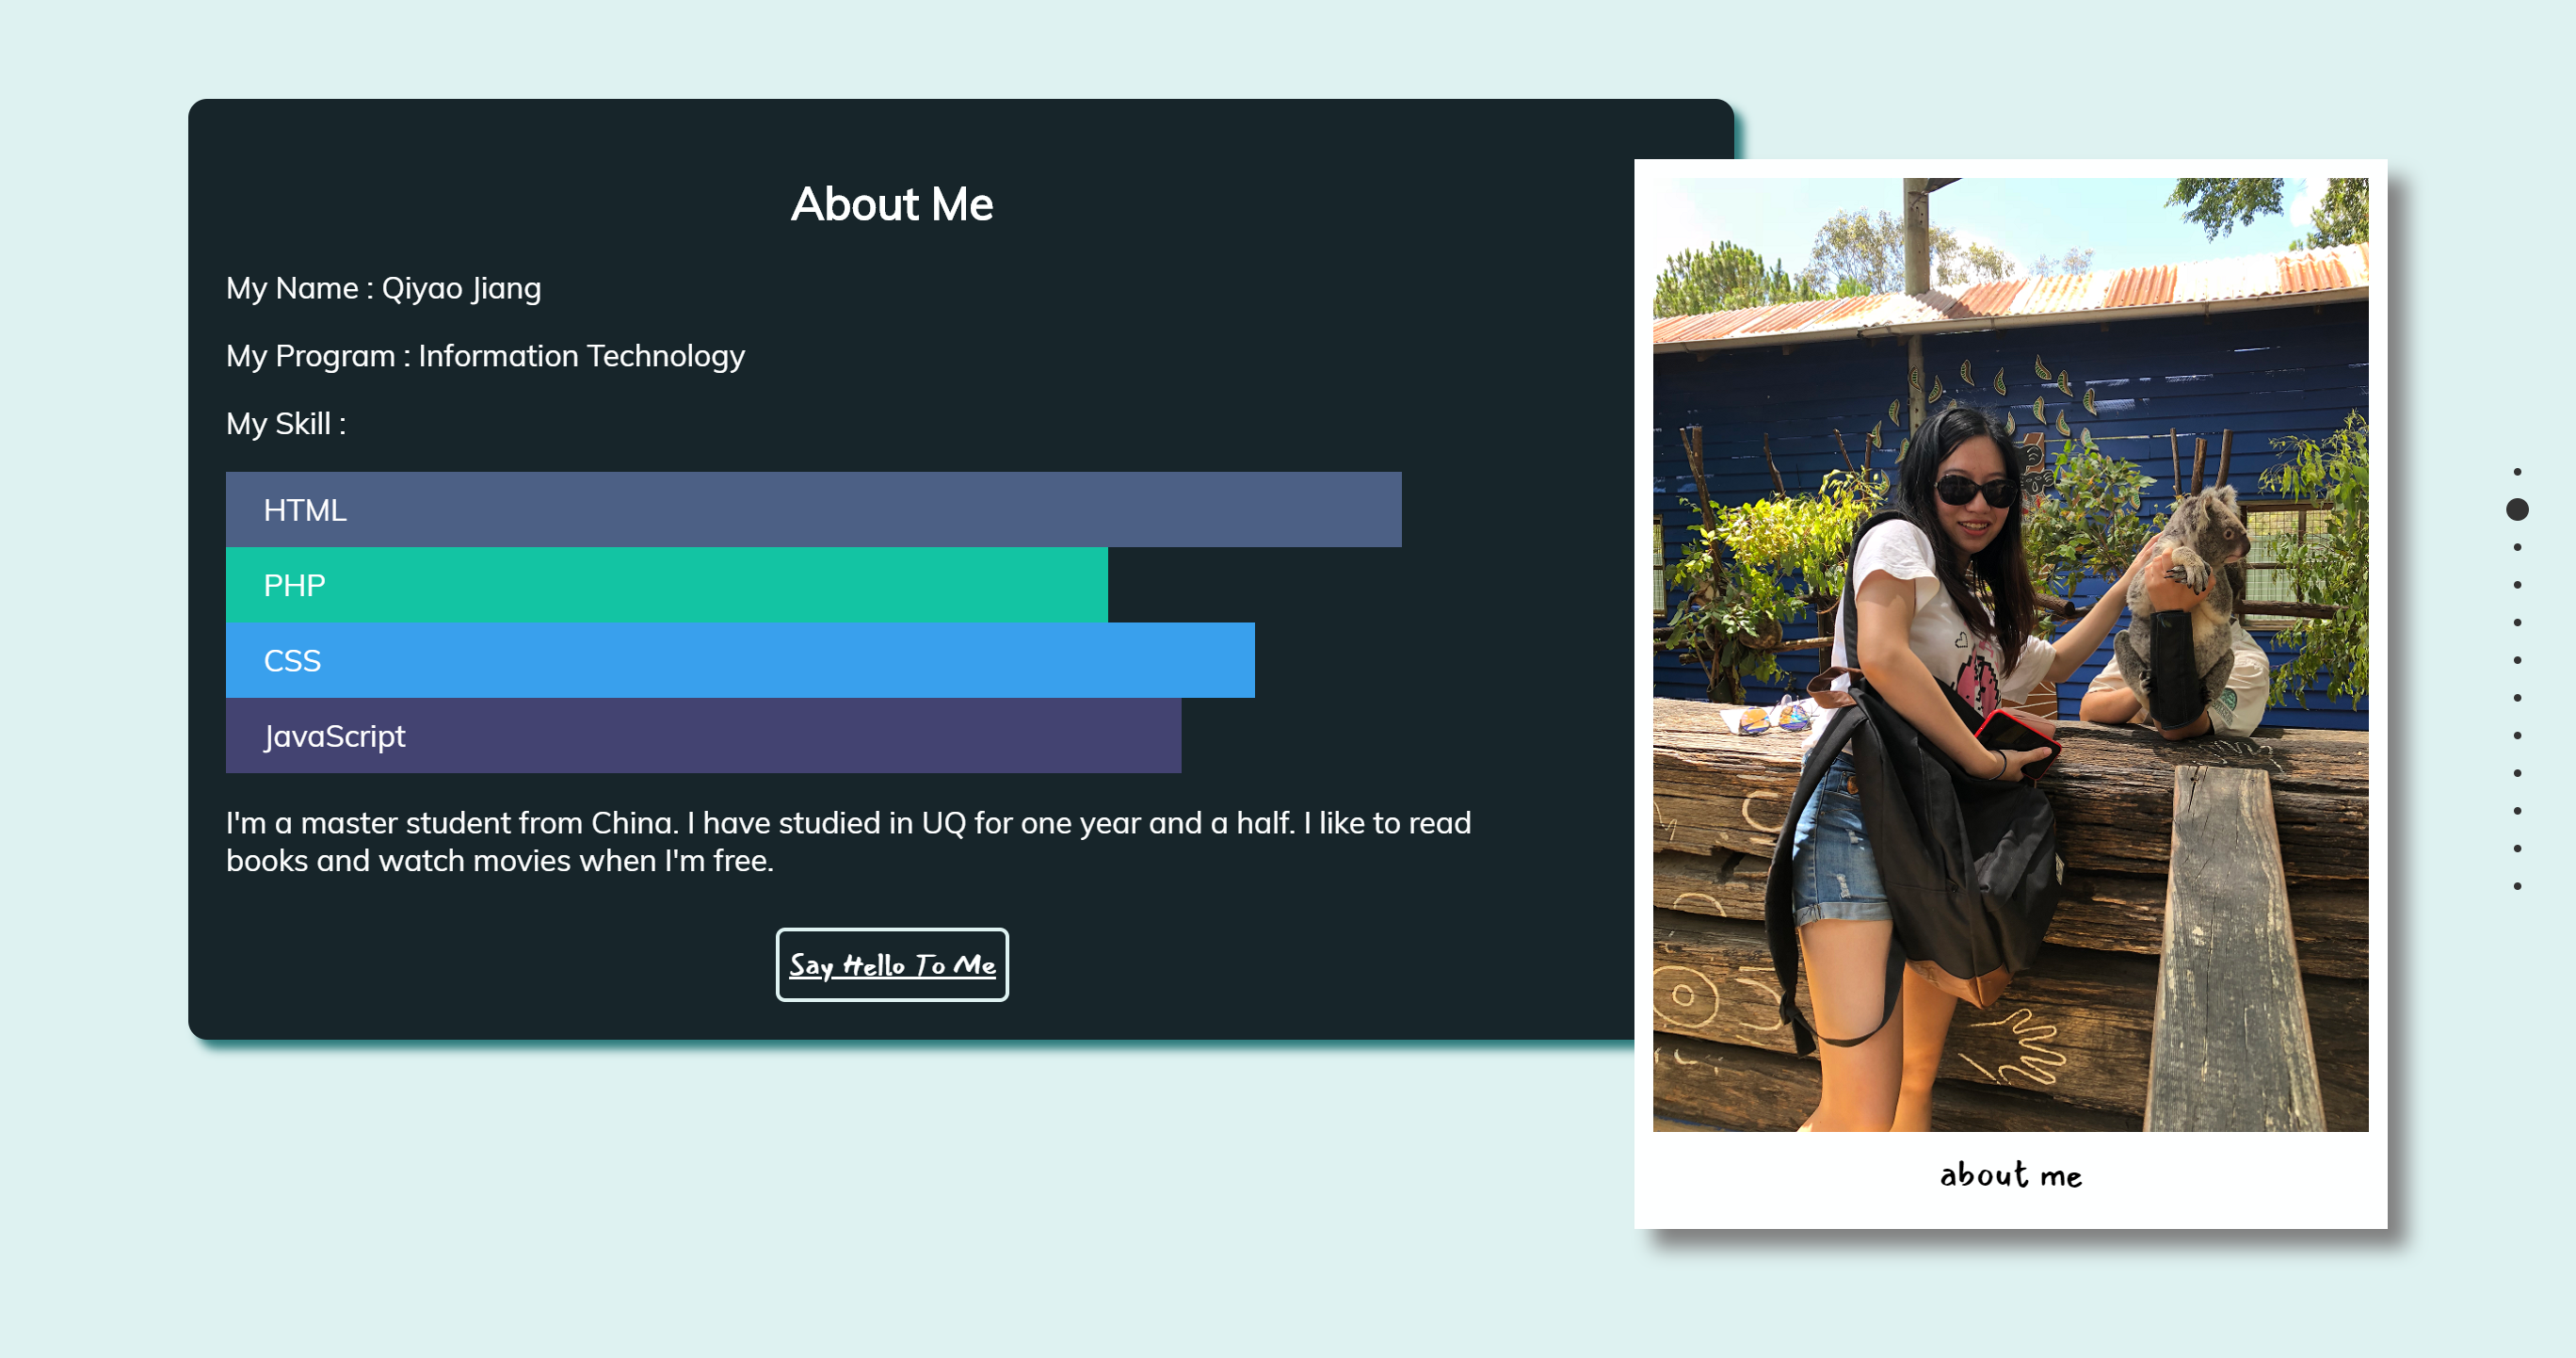 About Me
My Name : Qiyao Jiang
My Program : Information Technology
My Skill :
HTML
PHP
CSS
JavaScript
I'm a master student from China. I have studied in UQ for one year and a half. I like to read
books and watch movies when I'm free.
Say Hello To Me
about me